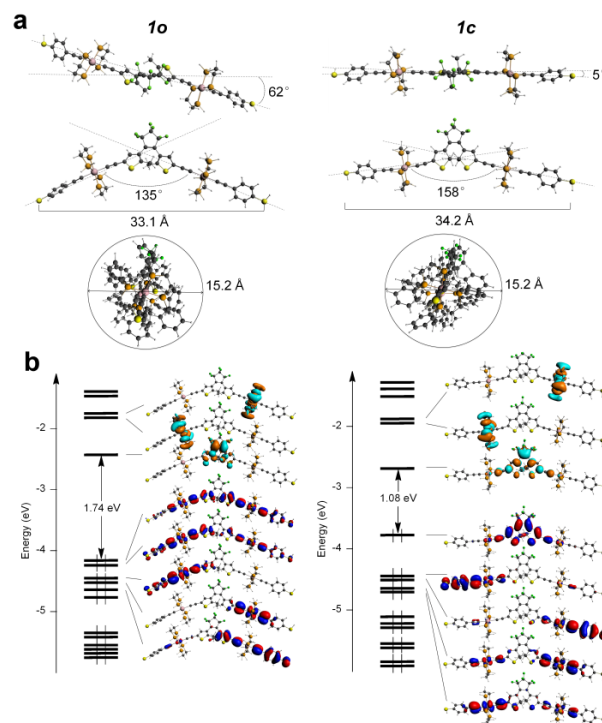 a
1o
1c
62°
5°
135°
158°
33.1 Å
34.2 Å
15.2 Å
15.2 Å
b
-2
-3
-4
-5
Energy (eV)
1.74 eV
-2
-3
-4
-5
Energy (eV)
1.08 eV